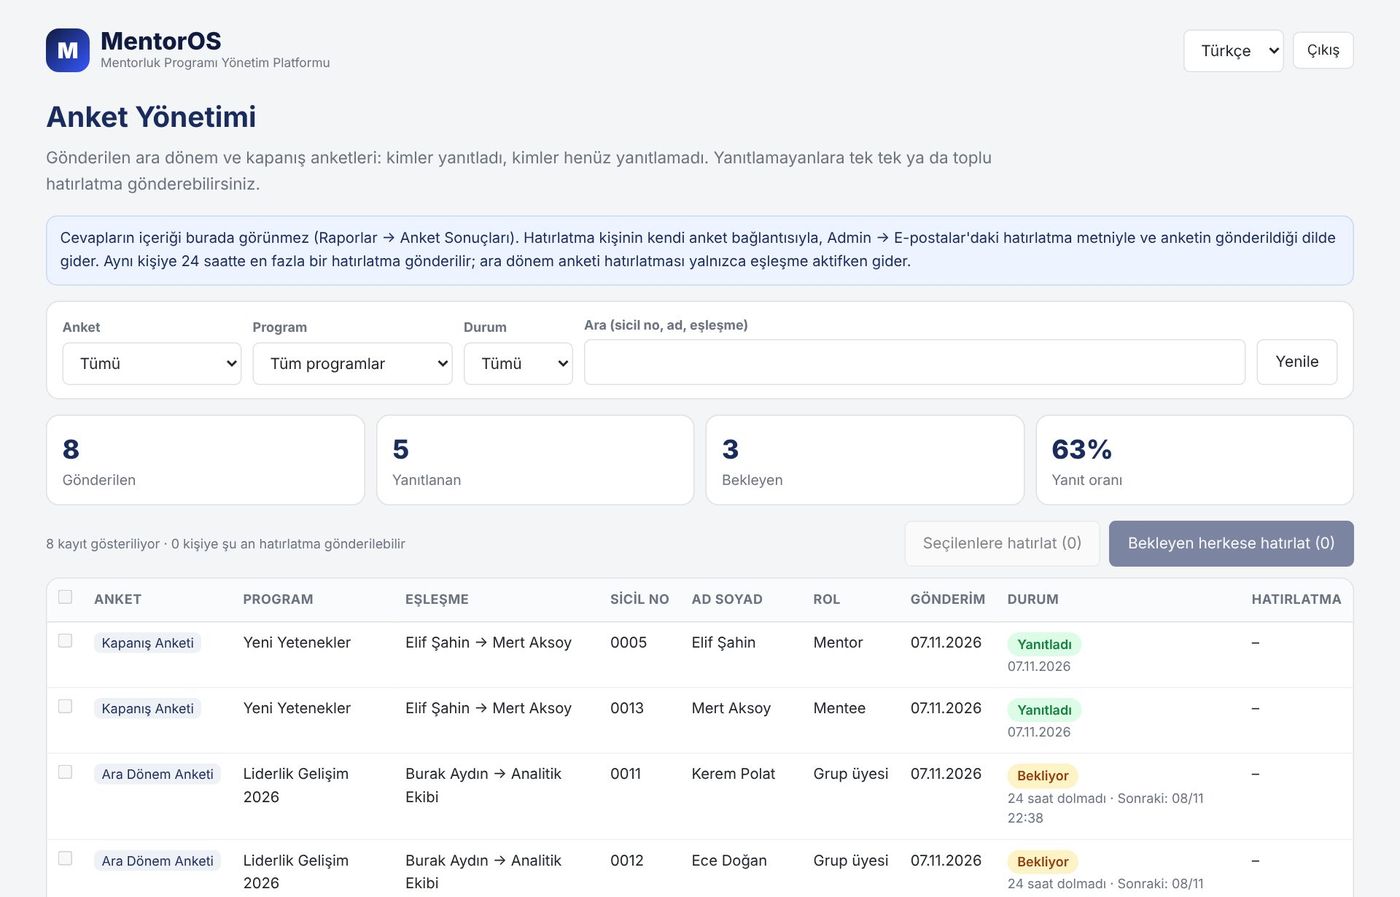 M
MentorOS
Mentorluk Programı Yönetim Platformu
Türkçe
Çıkış
Anket Yönetimi
Gönderilen ara dönem ve kapanış anketleri: kimler yanıtladı, kimler henüz yanıtlamadı. Yanıtlamayanlara tek tek ya da toplu
hatırlatma gönderebilirsiniz.
Cevapların içeriği burada görünmez (Raporlar → Anket Sonuçları). Hatırlatma kişinin kendi anket bağlantısıyla, Admin → E-postalar'daki hatırlatma metniyle ve anketin gönderildiği dilde
gider. Aynı kişiye 24 saatte en fazla bir hatırlatma gönderilir; ara dönem anketi hatırlatması yalnızca eşleşme aktifken gider.
Anket Program Durum Ara (sicil no, ad, eşleşme)
Tümü Tüm programlar Tümü Yenile
8 5 3 63%
Gönderilen Yanıtlanan Bekleyen Yanıt oranı
8 kayıt gösteriliyor · 0 kişiye şu an hatırlatma gönderilebilir Seçilenlere hatırlat (0) Bekleyen herkese hatırlat (0)
ANKET PROGRAM EŞLEŞME SİCİL NO AD SOYAD ROL GÖNDERİM DURUM HATIRLATMA
Kapanış Anketi Yeni Yetenekler Elif Şahin → Mert Aksoy 0005 Elif Şahin Mentor 07.11.2026 Yanıtladı –
07.11.2026
Kapanış Anketi Yeni Yetenekler Elif Şahin → Mert Aksoy 0013 Mert Aksoy Mentee 07.11.2026 Yanıtladı –
07.11.2026
Ara Dönem Anketi Liderlik Gelişim Burak Aydın → Analitik 0011 Kerem Polat Grup üyesi 07.11.2026 Bekliyor –
2026 Ekibi 24 saat dolmadı · Sonraki: 08/11
22:38
Ara Dönem Anketi Liderlik Gelişim Burak Aydın → Analitik 0012 Ece Doğan Grup üyesi 07.11.2026 Bekliyor –
2026 Ekibi 24 saat dolmadı · Sonraki: 08/11